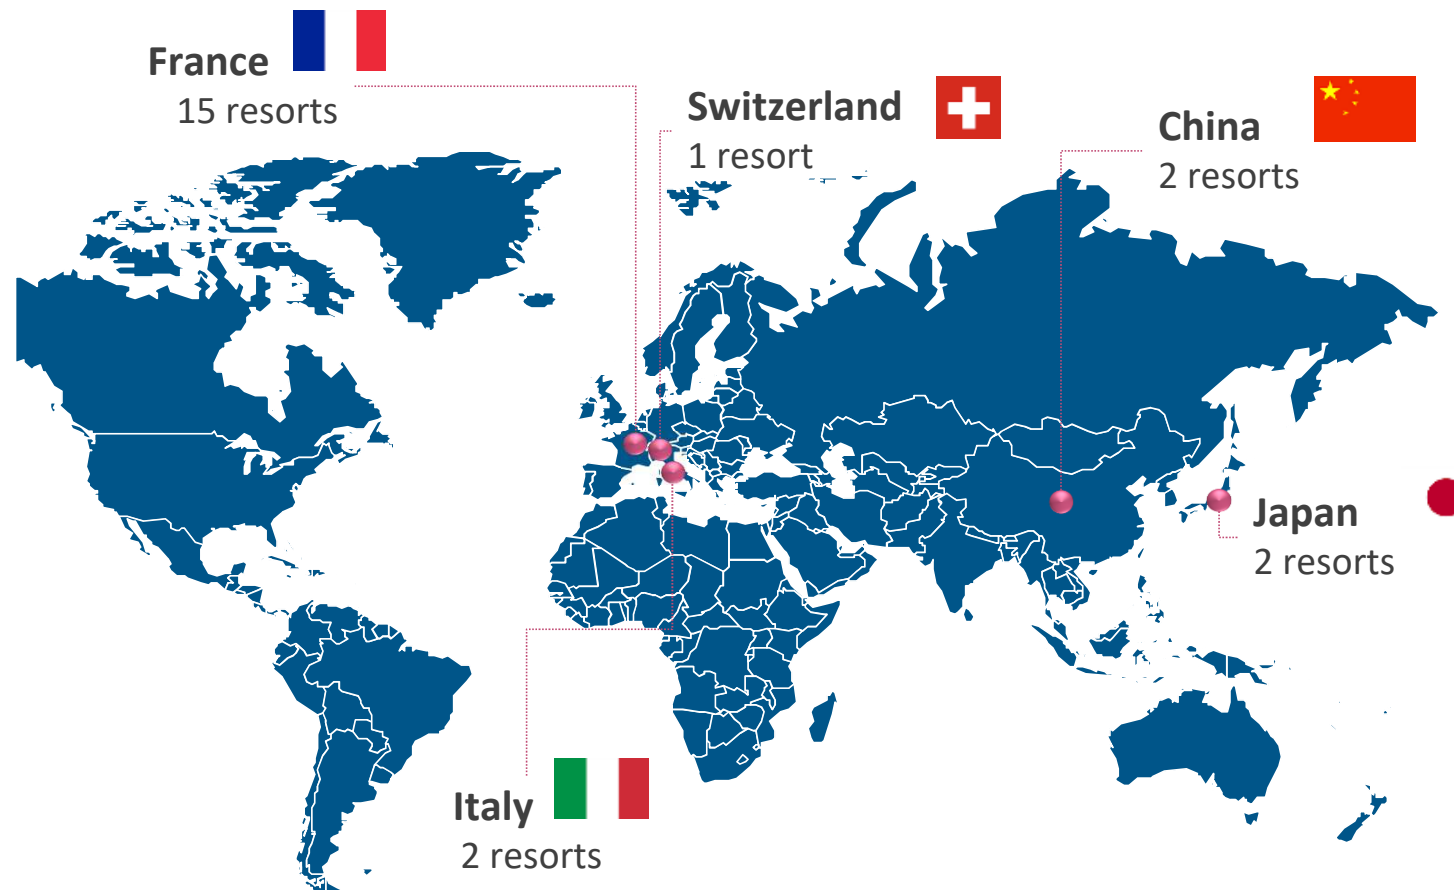 France
15 resorts
Switzerland
1 resort
China
2 resorts
Japan
2 resorts
Italy
2 resorts